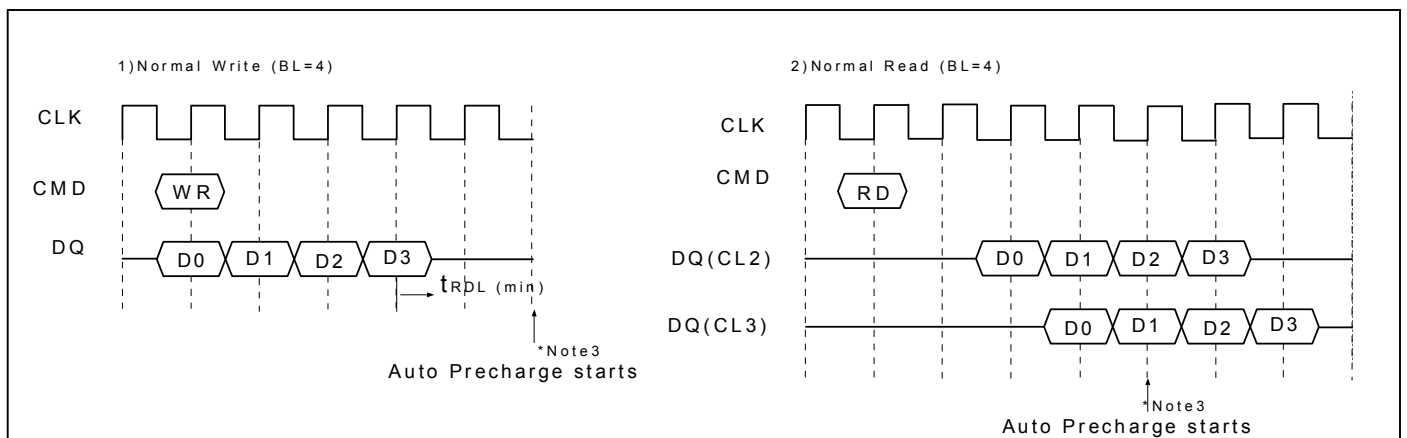 1)Normal Write (BL=4)
CLK
CMD
WR
DQ
D0 D1 D2 D3
tRDL (min)
*Note3
Auto Precharge starts
2)Normal Read (BL=4)
CLK
CMD
RD
DQ(CL2)
D0 D1 D2 D3
DQ(CL3)
D0 D1 D2 D3
*Note3
Auto Precharge starts